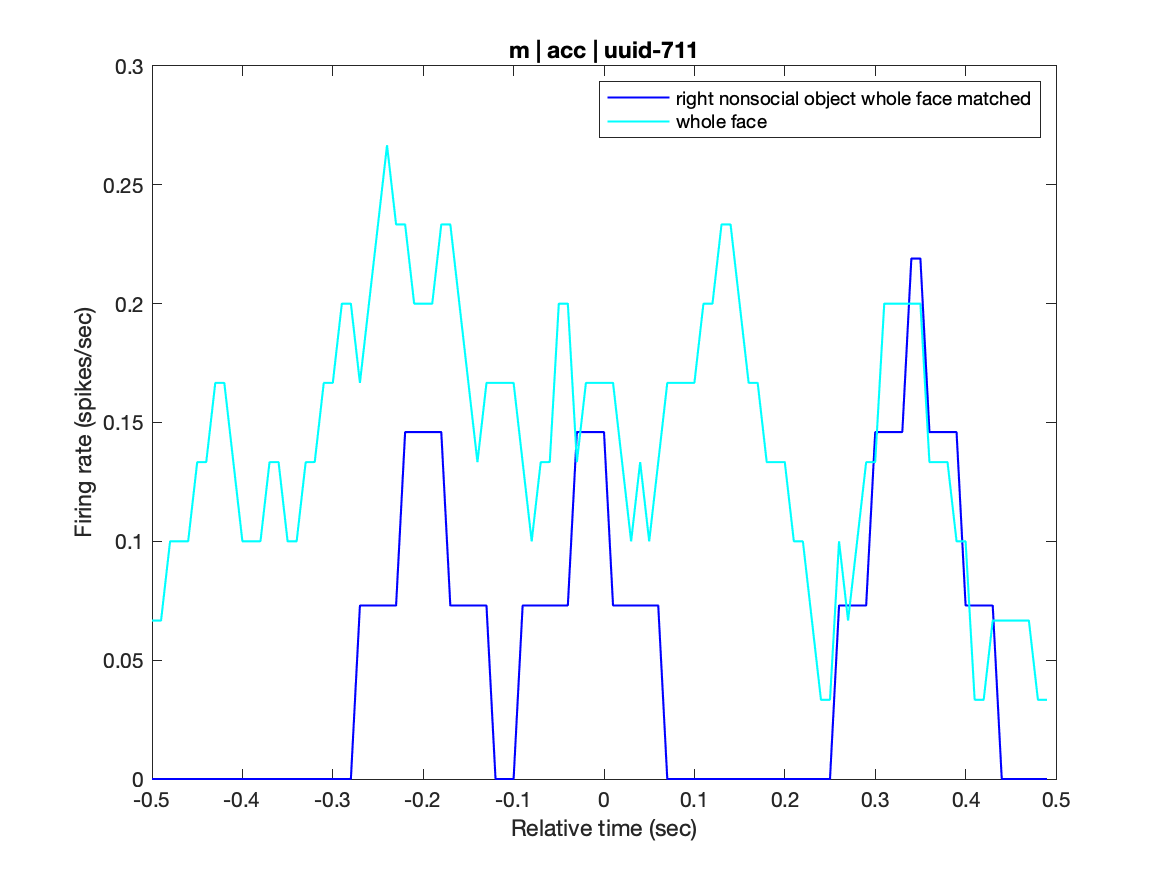 m | acc | uuid-711
right nonsocial object whole face matched
whole face
Firing rate (spikes/sec)
0.3
0.25
0.2
0.15
0.1
0.05
0
-0.5 -0.4 -0.3 -0.2 -0.1 0 0.1 0.2 0.3 0.4 0.5
Relative time (sec)